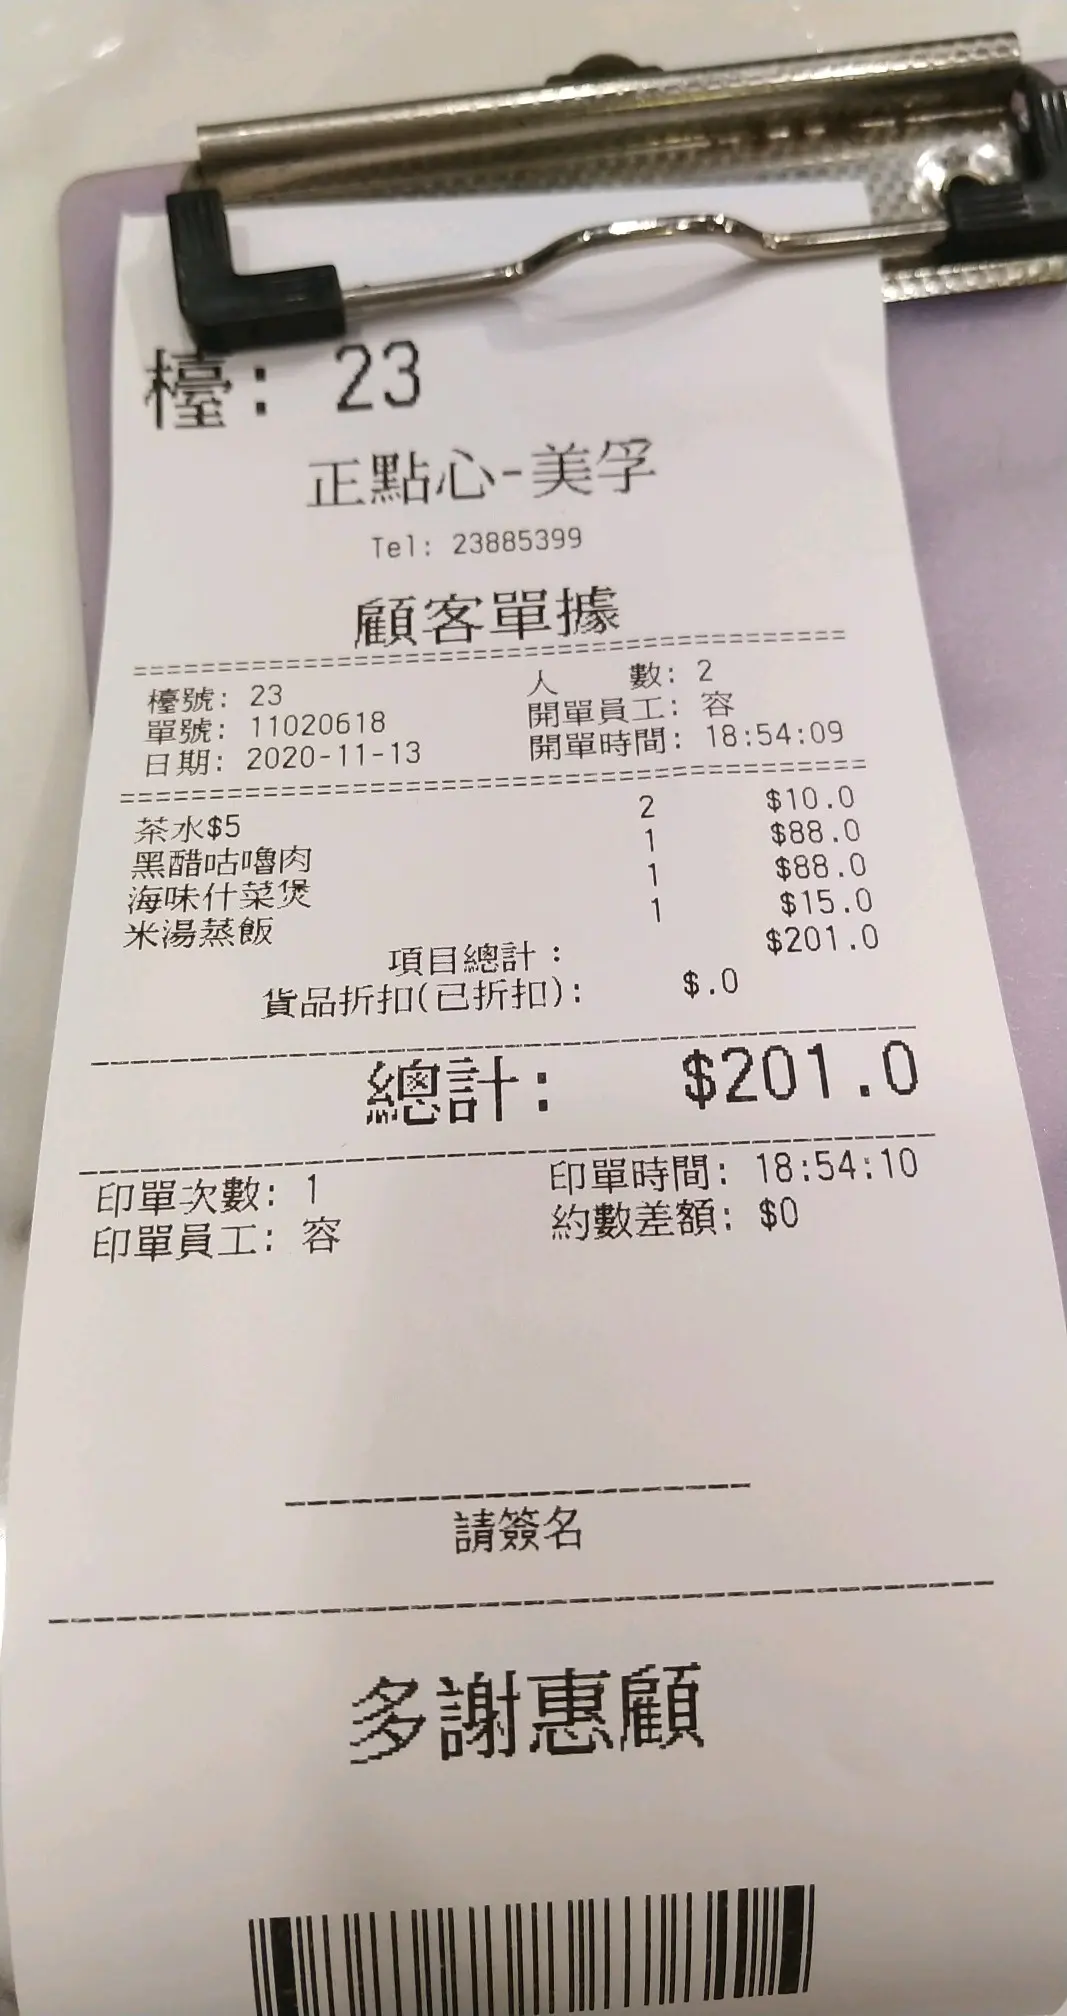 檯: 23
正點心-美孚
Tel: 23885399
顧客單據
檯號: 23 人 數: 2
單號: 11020618 開單員工: 容
日期: 2020-11-13 開單時間: 18:54:09
茶水$5 2 $10.0
黑醋咕嚕肉 1 $88.0
海味什菜煲 1 $88.0
米湯蒸飯 1 $15.0
項目總計: $201.0
貨品折扣(已折扣): $.0
總計: $201.0
印單次數: 1 印單時間: 18:54:10
印單員工: 容 約數差額: $0
請簽名
多謝惠顧